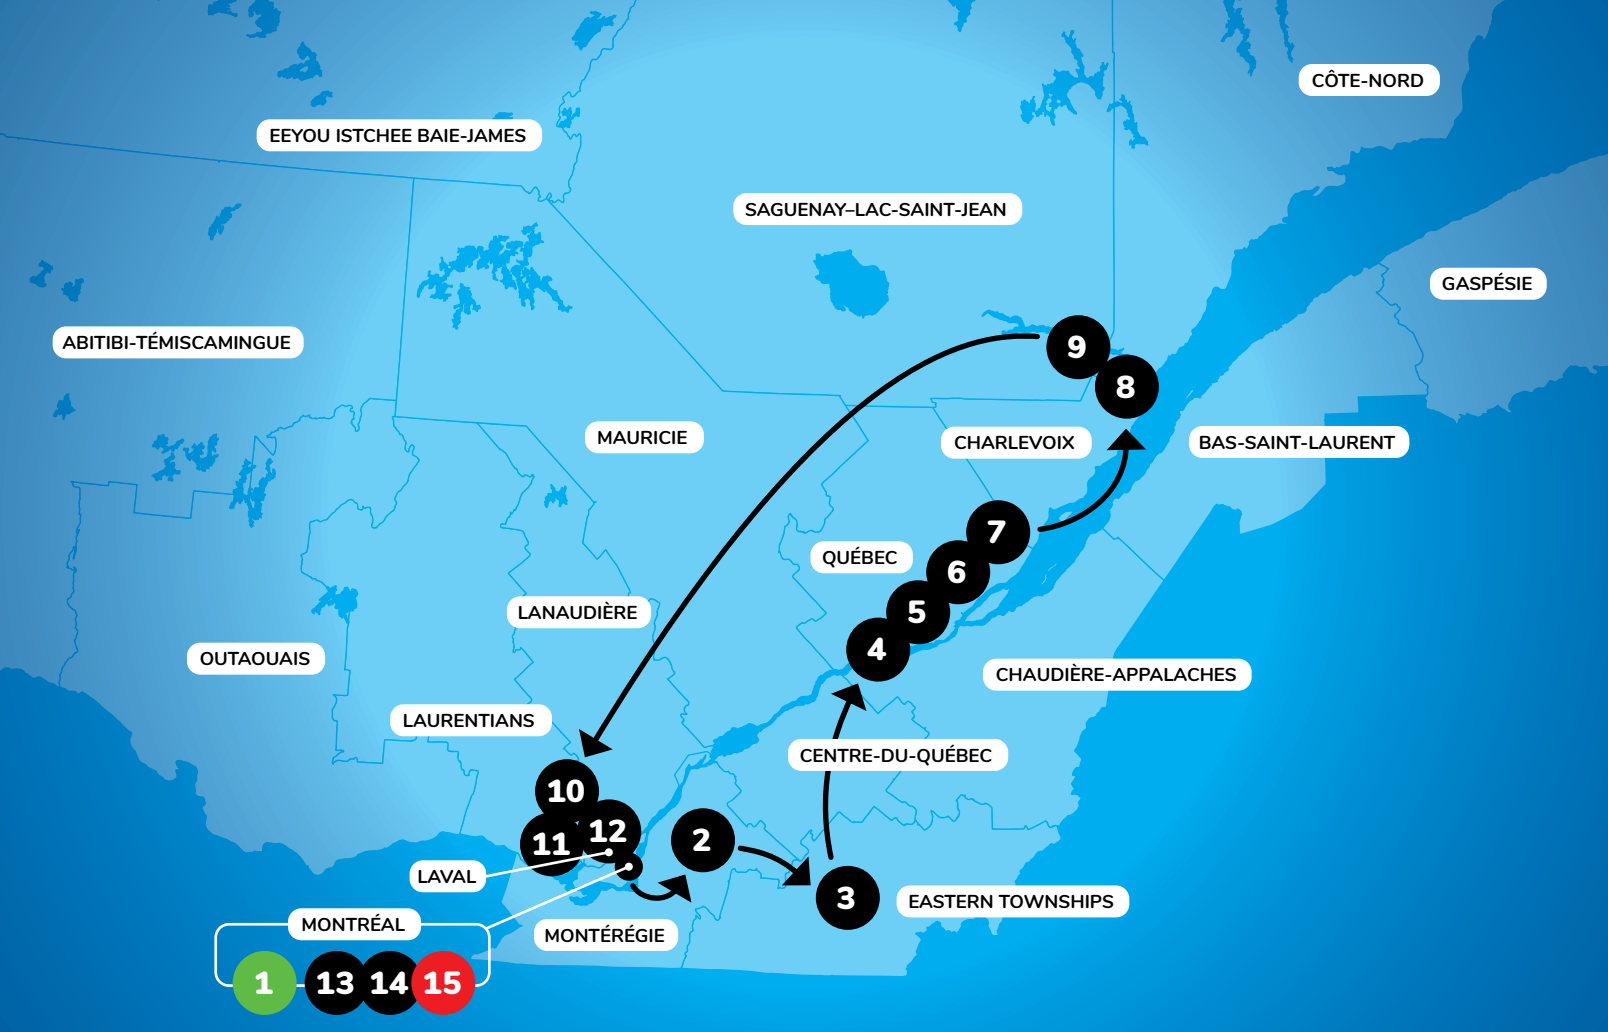 CÔTE-NORD
EEYOU ISTCHEE BAIE-JAMES
SAGUENAY–LAC-SAINT-JEAN
GASPÉSIE
ABITIBI-TÉMISCAMINGUE
9
8
MAURICIE
CHARLEVOIX
BAS-SAINT-LAURENT
7
QUÉBEC
6
5
LANAUDIÈRE
4
OUTAOUAIS
CHAUDIÈRE-APPALACHES
LAURENTIANS
CENTRE-DU-QUÉBEC
10
12
11
2
LAVAL
3
EASTERN TOWNSHIPS
MONTRÉAL
MONTÉRÉGIE
1 13 14 15